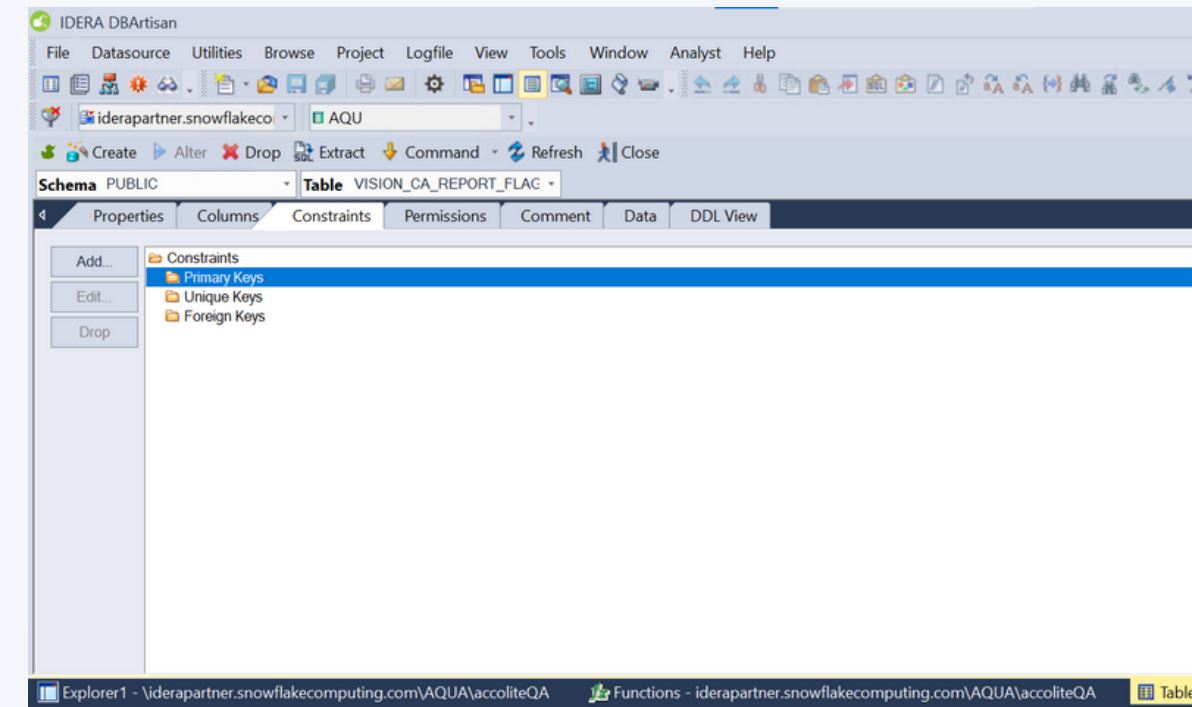 IDERA DBArtisan
File Datasource Utilities Browse Project Logfile View Tools Window Analyst Help
iderapartner.snowflakeco AQU
Create Alter Drop Extract Command Refresh Close
Schema PUBLIC Table VISION_CA_REPORT_FLAG
Properties Columns Constraints Permissions Comment Data DDL View
Add... Constraints
Primary Keys
Edit... Unique Keys
Foreign Keys
Drop
Explorer1 - \iderapartner.snowflakecomputing.com\AQUA\accoliteQA Functions - iderapartner.snowflakecomputing.com\AQUA\accoliteQA Table